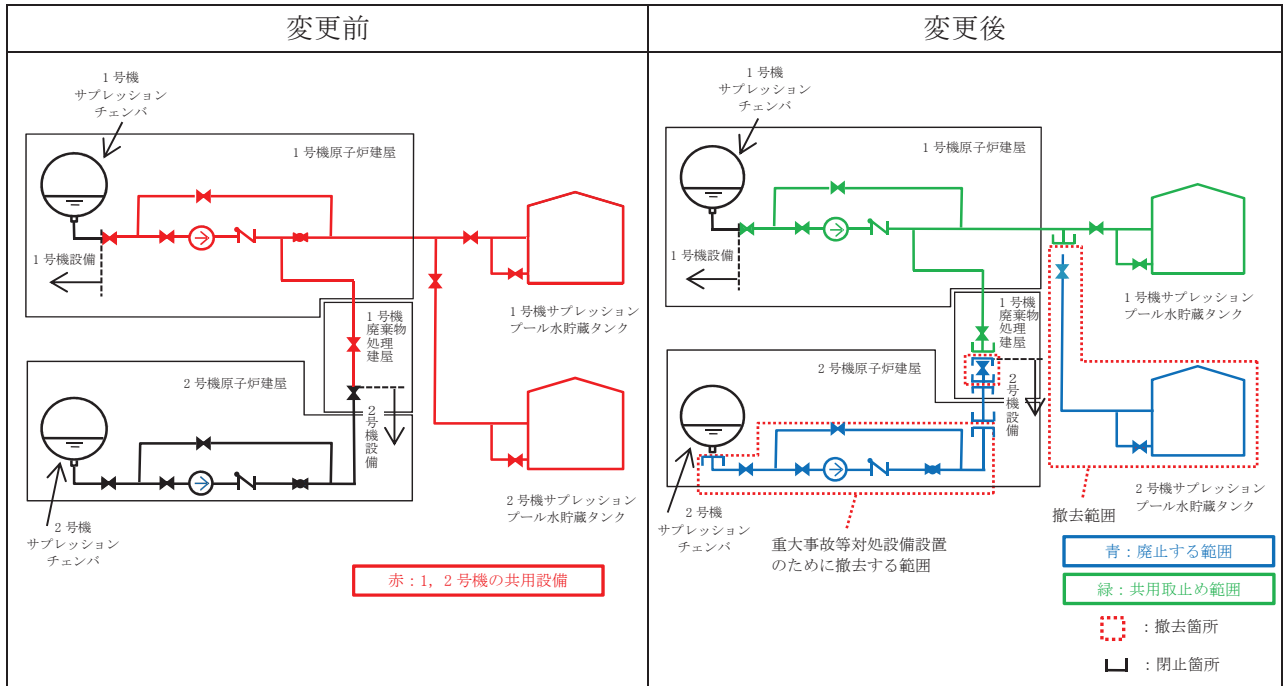 変更前
1号機
サプレッション
チェンバ
1号機原子炉建屋
1号機設備
1号機サプレッション
プール水貯蔵タンク
1号機
廃棄物
処理
建屋
2号機原子炉建屋
2号機設備
2号機サプレッション
プール水貯蔵タンク
2号機
サプレッション
チェンバ
赤:1,2号機の共用設備
変更後
1号機
サプレッション
チェンバ
1号機原子炉建屋
1号機設備
1号機サプレッション
プール水貯蔵タンク
1号機
廃棄物
処理
建屋
2号機原子炉建屋
2号機設備
2号機サプレッション
プール水貯蔵タンク
撤去範囲
2号機
サプレッション
チェンバ
重大事故等対処設備設置
のために撤去する範囲
青:廃止する範囲
緑:共用取止め範囲
:撤去箇所
:閉止箇所